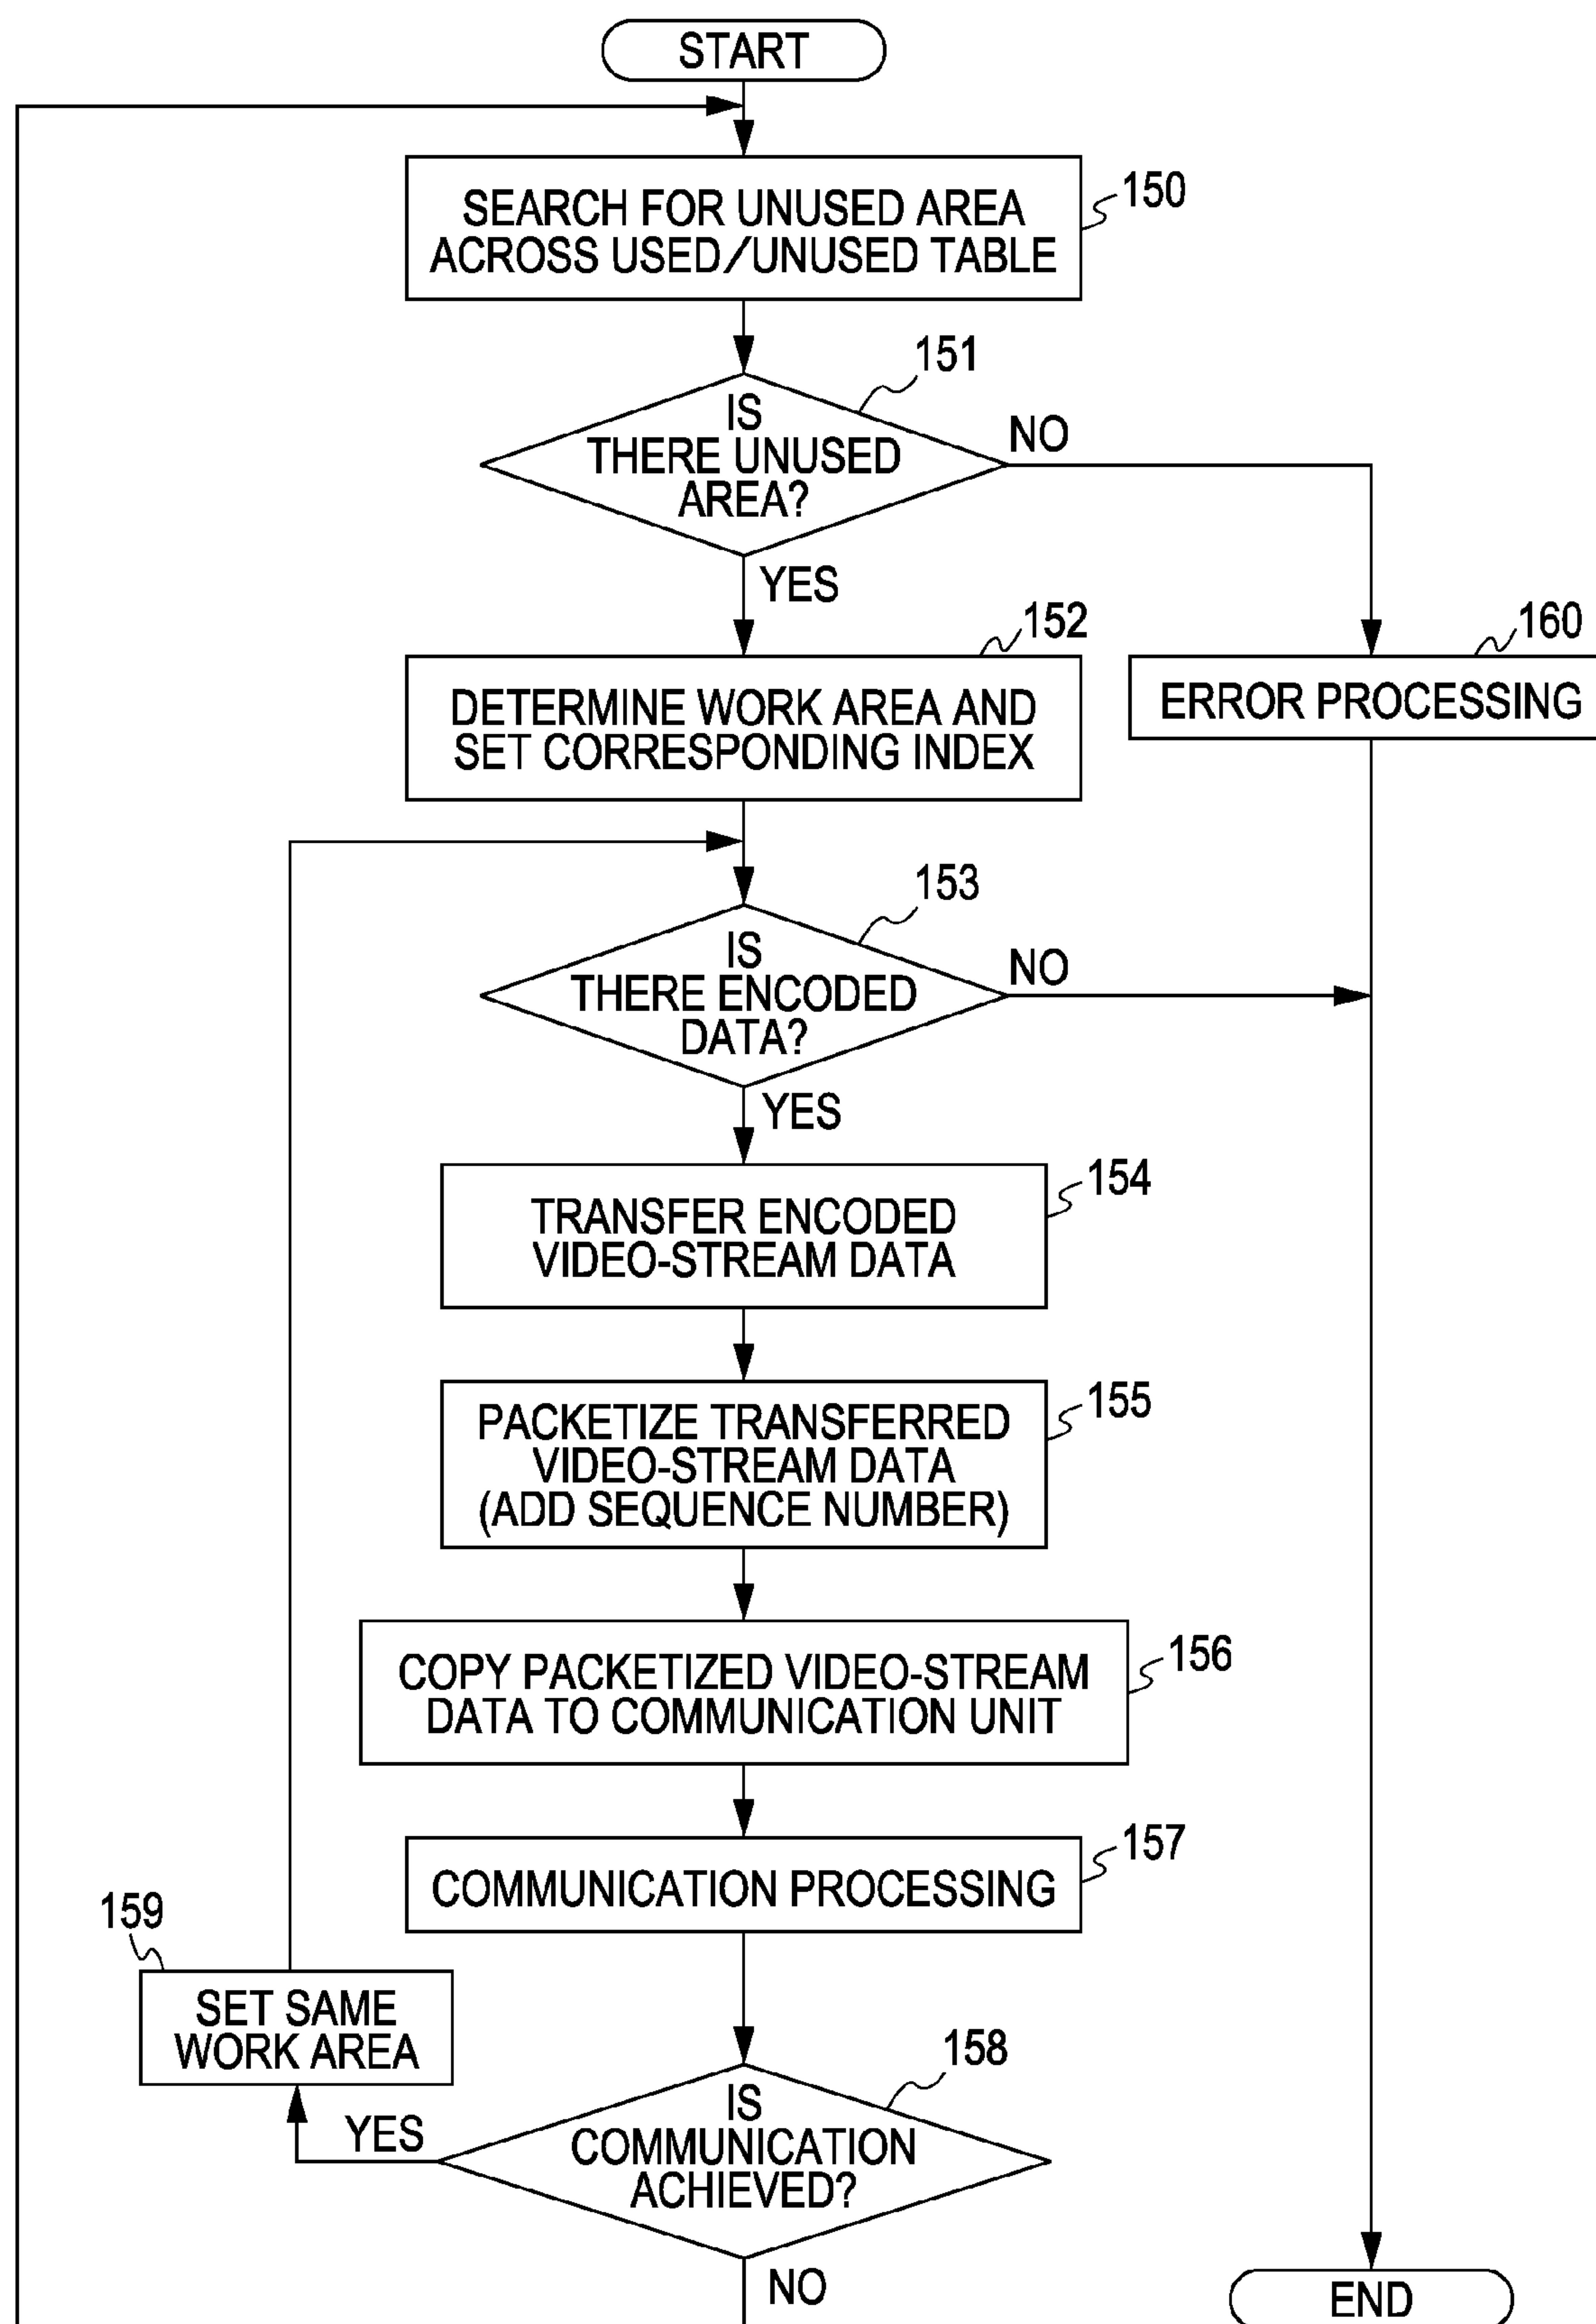 START
SEARCH FOR UNUSED AREA
ACROSS USED/UNUSED TABLE
150
151
IS
THERE UNUSED
AREA?
NO
YES
152
DETERMINE WORK AREA AND
SET CORRESPONDING INDEX
160
ERROR PROCESSING
153
IS
THERE ENCODED
DATA?
NO
YES
154
TRANSFER ENCODED
VIDEO-STREAM DATA
155
PACKETIZE TRANSFERRED
VIDEO-STREAM DATA
(ADD SEQUENCE NUMBER)
156
COPY PACKETIZED VIDEO-STREAM
DATA TO COMMUNICATION UNIT
157
COMMUNICATION PROCESSING
159
SET SAME
WORK AREA
158
IS
COMMUNICATION
ACHIEVED?
YES
NO
END